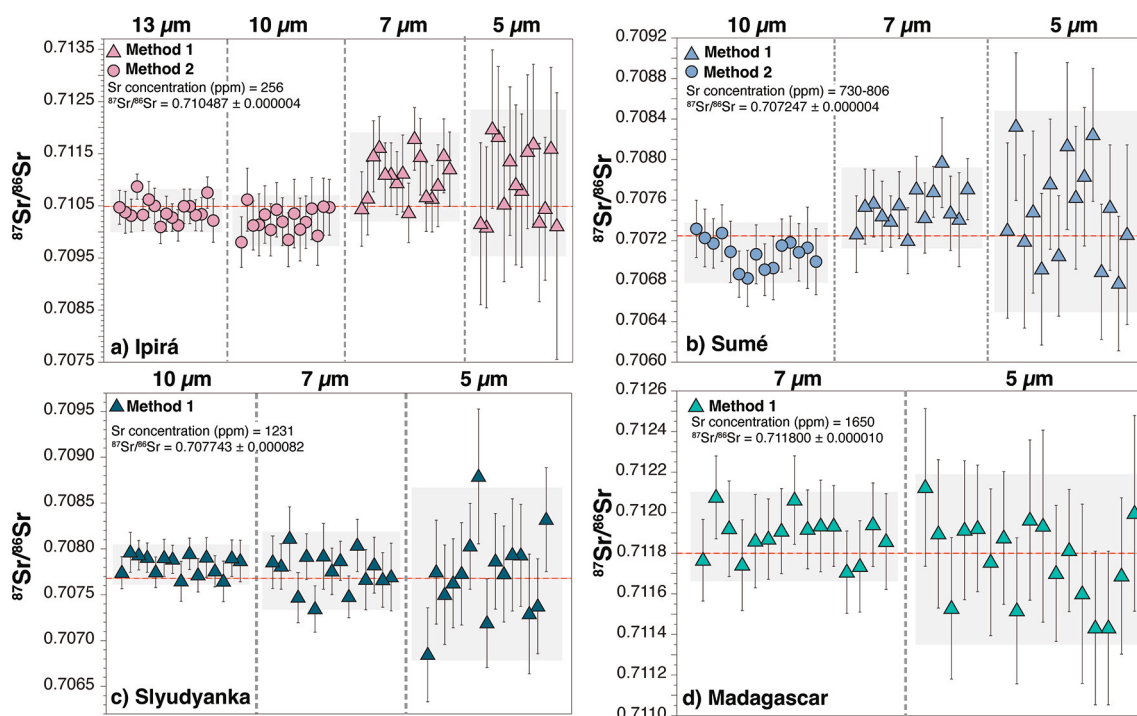 13 µm 10 µm 7 µm 5 µm
0.7135
0.7125
0.7115
0.7105
0.7095
0.7085
0.7075
⁸⁷Sr/⁸⁶Sr
Method 1
Method 2
Sr concentration (ppm) = 256
⁸⁷Sr/⁸⁶Sr = 0.710487 ± 0.000004
a) Ipirá
10 µm 7 µm 5 µm
0.7092
0.7088
0.7084
0.7080
0.7076
0.7072
0.7068
0.7064
0.7060
⁸⁷Sr/⁸⁶Sr
Method 1
Method 2
Sr concentration (ppm) = 730-806
⁸⁷Sr/⁸⁶Sr = 0.707247 ± 0.000004
b) Sumé
10 µm 7 µm 5 µm
0.7095
0.7090
0.7085
0.7080
0.7075
0.7070
0.7065
⁸⁷Sr/⁸⁶Sr
Method 1
Sr concentration (ppm) = 1231
⁸⁷Sr/⁸⁶Sr = 0.707743 ± 0.000082
c) Slyudyanka
7 µm 5 µm
0.7126
0.7124
0.7122
0.7120
0.7118
0.7116
0.7114
0.7112
0.7110
⁸⁷Sr/⁸⁶Sr
Method 1
Sr concentration (ppm) = 1650
⁸⁷Sr/⁸⁶Sr = 0.711800 ± 0.000010
d) Madagascar